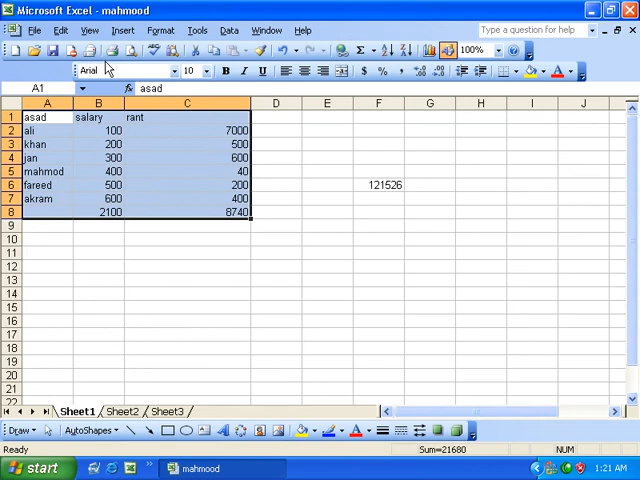 Microsoft Excel - mahmood
File Edit View Insert Format Tools Data Window Help Type a question for help
100%
Arial 10 B I U $ % ,
A1 fx asad
A B C D E F G H I J
1 asad salary rant
2 ali 100 7000
3 khan 200 500
4 jan 300 600
5 mahmod 400 40
6 fareed 500 200 121526
7 akram 600 400
8 2100 8740
9
10
11
12
13
14
15
16
17
18
19
20
21
22
Sheet1 Sheet2 Sheet3
Draw AutoShapes
Ready Sum=21680 NUM
start mahmood 1:21 AM